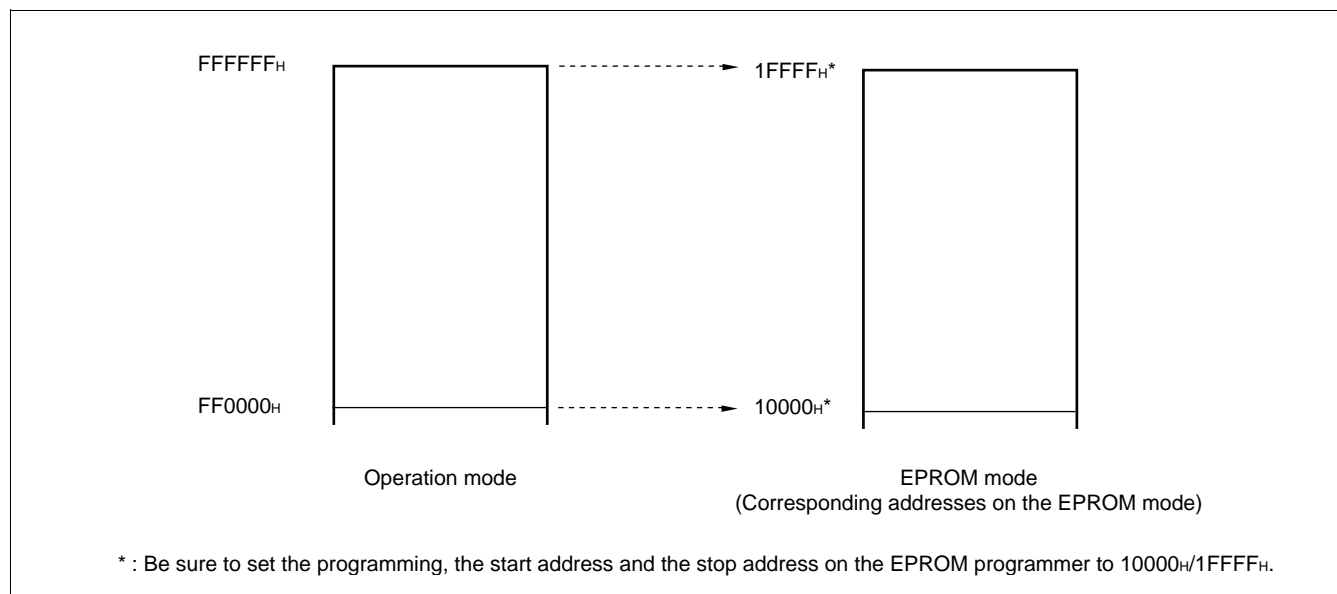 FFFFFFH 1FFFFH*
FF0000H 10000H*
Operation mode EPROM mode
(Corresponding addresses on the EPROM mode)
* : Be sure to set the programming, the start address and the stop address on the EPROM programmer to 10000H/1FFFFH.